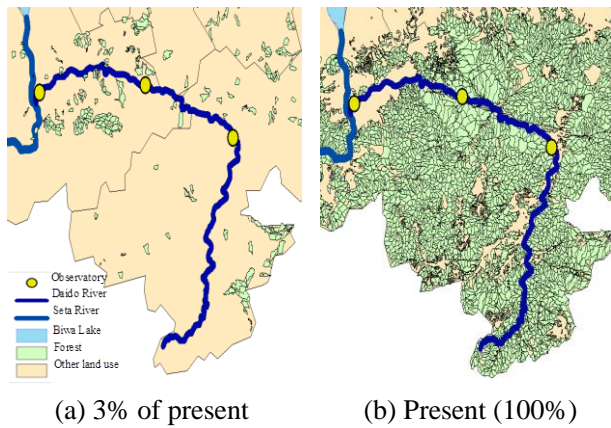 Observatory
Daido River
Seta River
Biwa Lake
Forest
Other land use
(a) 3% of present
(b) Present (100%)